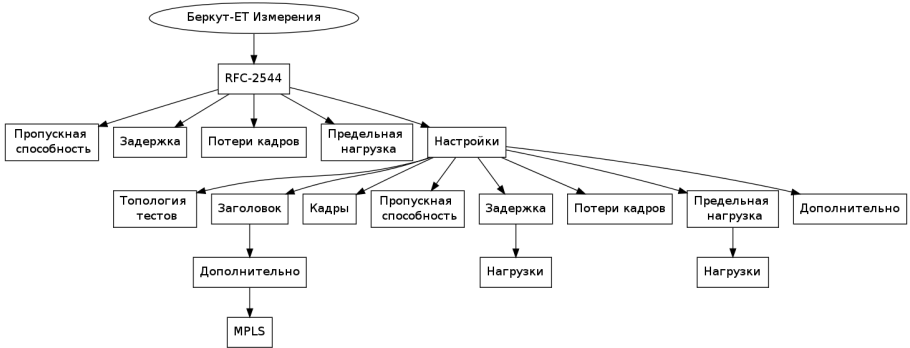 Беркут-ET Измерения
RFC-2544
Пропускная
способность
Задержка
Потери кадров
Предельная
нагрузка
Настройки
Топология
тестов
Заголовок
Кадры
Пропускная
способность
Задержка
Потери кадров
Предельная
нагрузка
Дополнительно
Дополнительно
Нагрузки
Нагрузки
MPLS